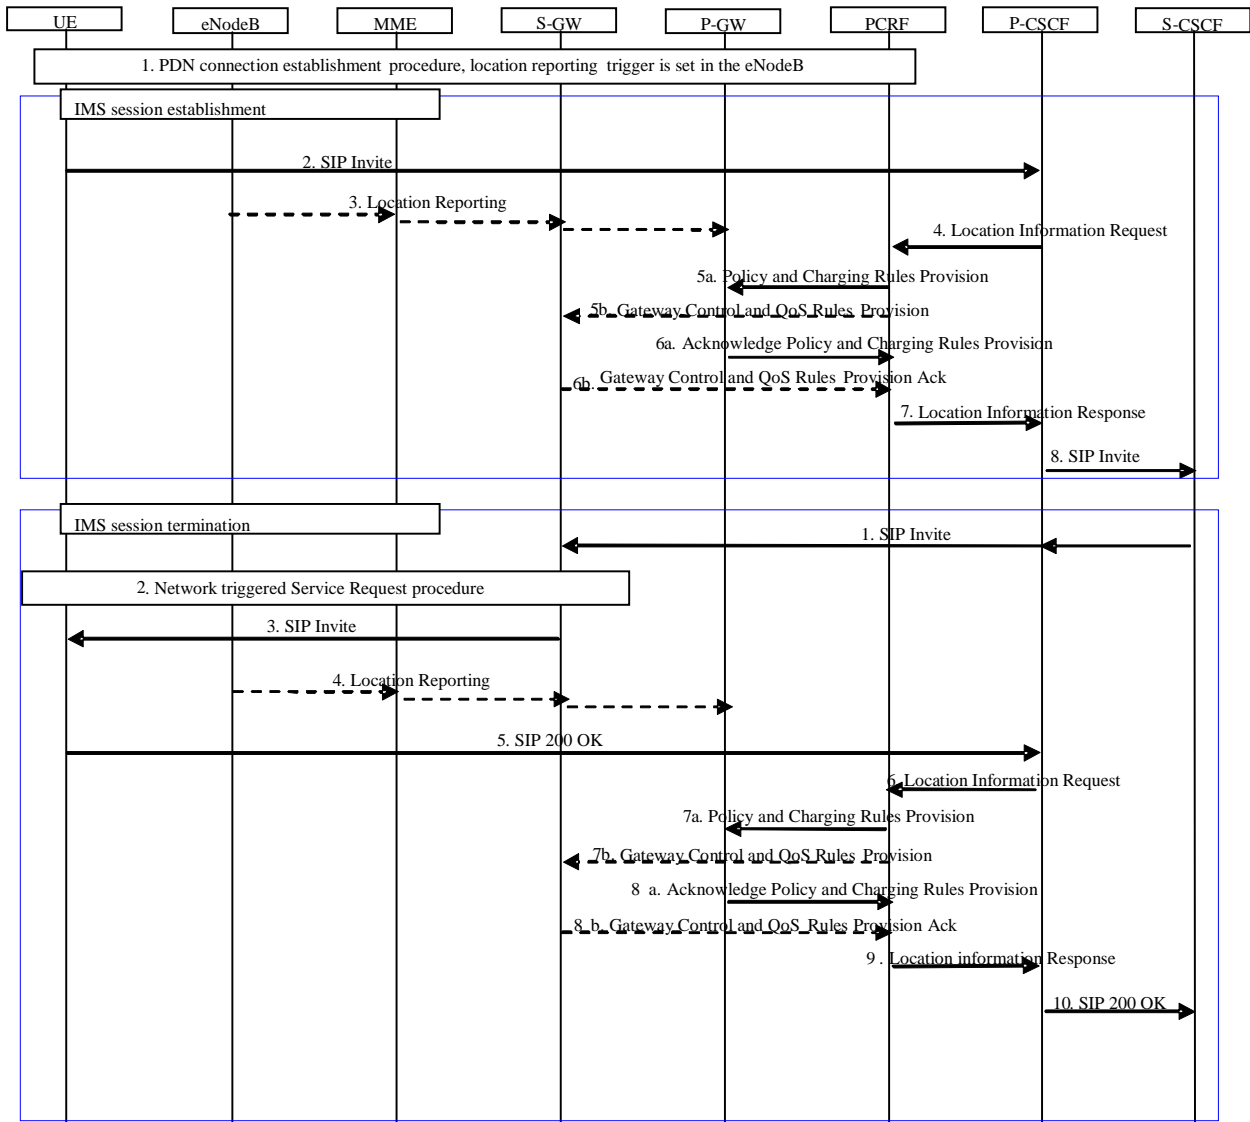 UE eNodeB MME S-GW P-GW PCRF P-CSCF S-CSCF
1. PDN connection establishment procedure, location reporting trigger is set in the eNodeB
IMS session establishment
2. SIP Invite
3. Location Reporting
4. Location Information Request
5a. Policy and Charging Rules Provision
5b. Gateway Control and QoS Rules Provision
6a. Acknowledge Policy and Charging Rules Provision
6b. Gateway Control and QoS Rules Provision Ack
7. Location Information Response
8. SIP Invite
IMS session termination
1. SIP Invite
2. Network triggered Service Request procedure
3. SIP Invite
4. Location Reporting
5. SIP 200 OK
6. Location Information Request
7a. Policy and Charging Rules Provision
7b. Gateway Control and QoS Rules Provision
8 a. Acknowledge Policy and Charging Rules Provision
8 b. Gateway Control and QoS Rules Provision Ack
9 . Location information Response
10. SIP 200 OK